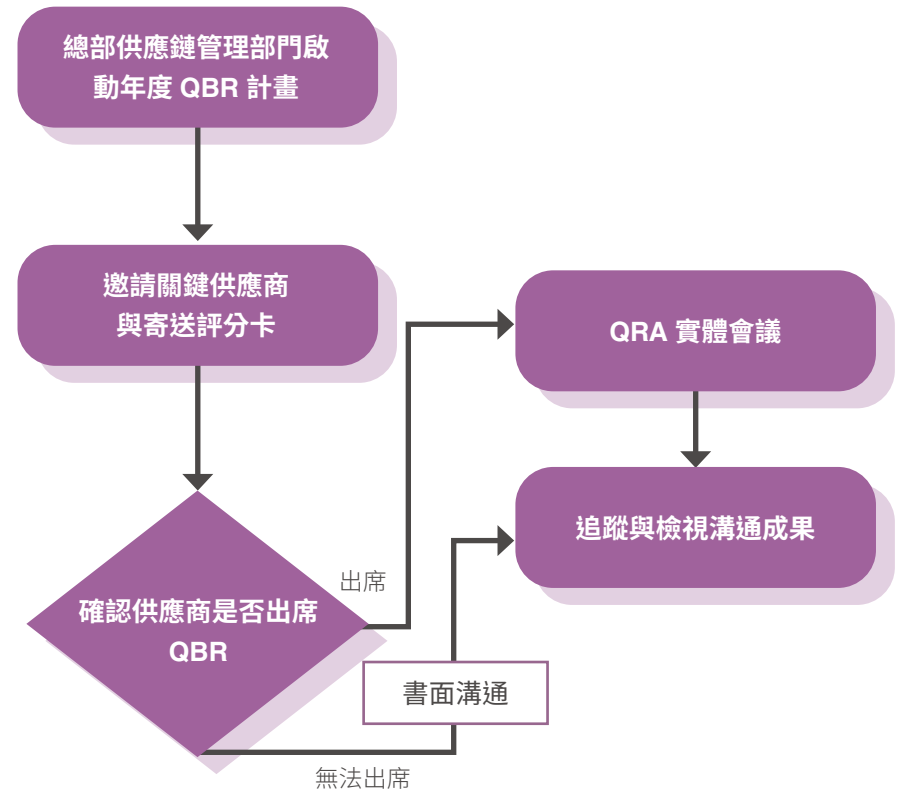 總部供應鏈管理部門啟
動年度 QBR 計畫
邀請關鍵供應商
與寄送評分卡
確認供應商是否出席
QBR
出席
QRA 實體會議
無法出席
書面溝通
追蹤與檢視溝通成果